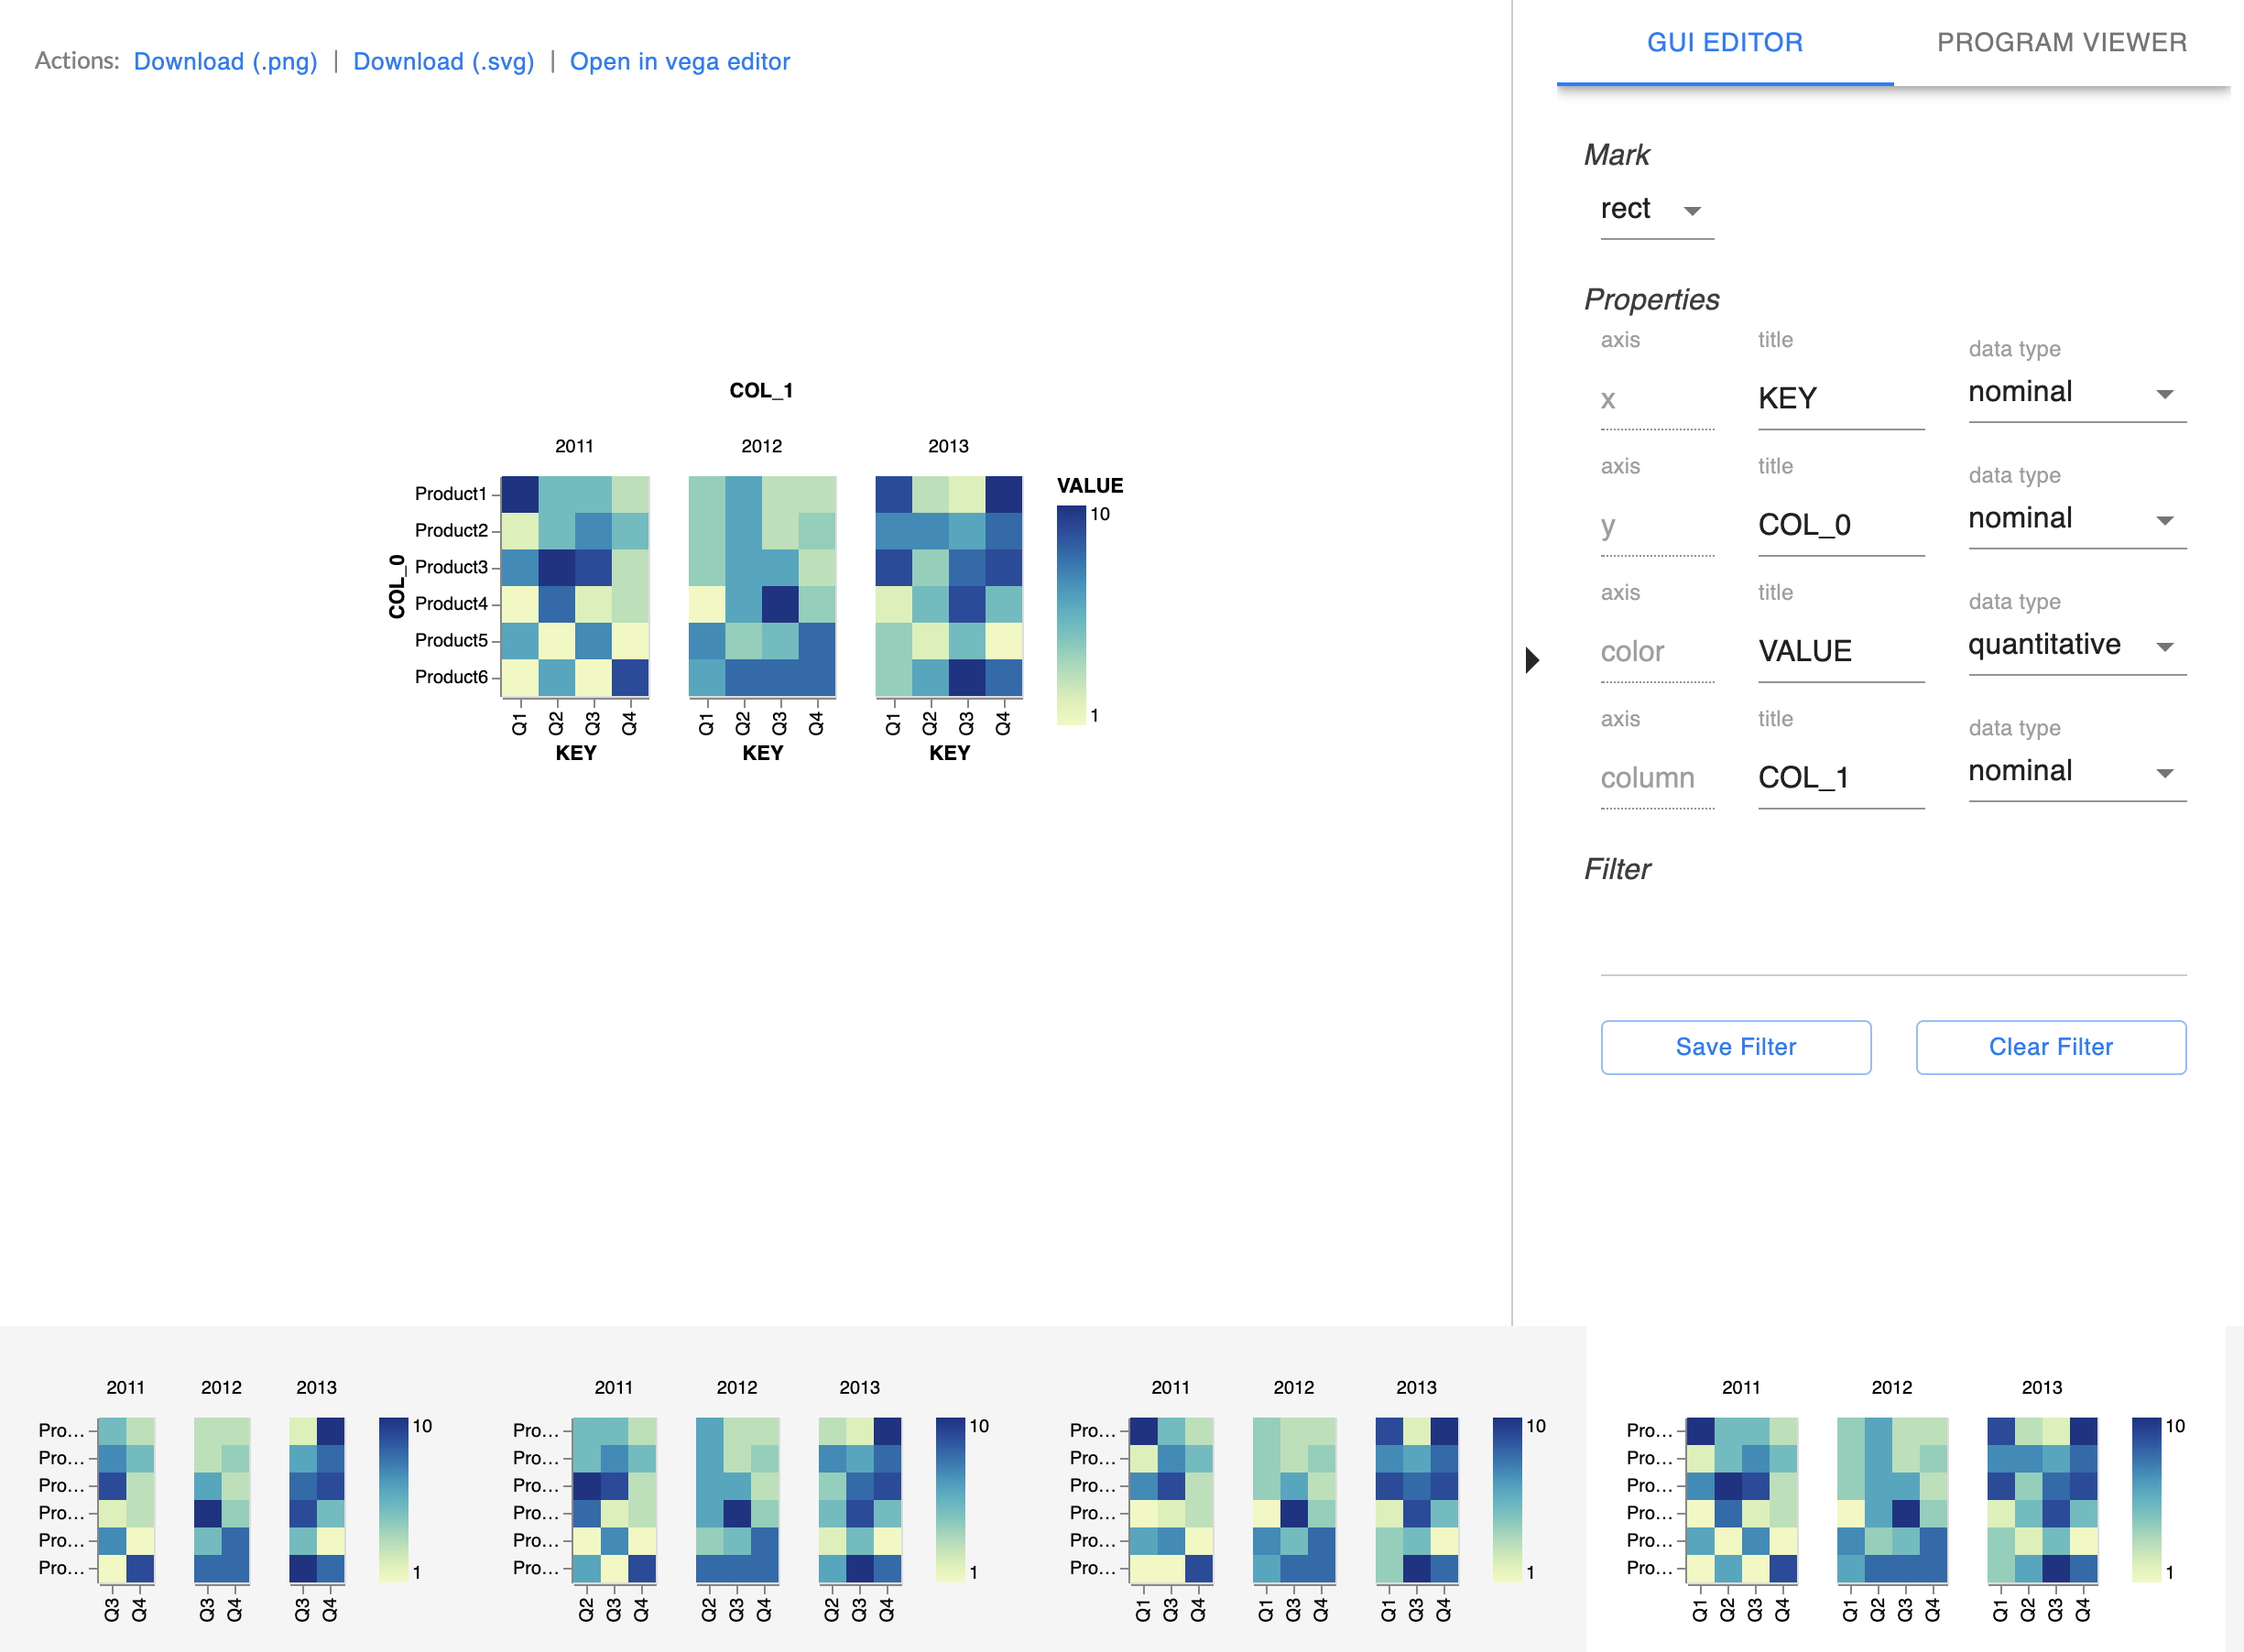 Actions: Download (.png) | Download (.svg) | Open in vega editor
GUI EDITOR PROGRAM VIEWER
COL_1
2011 2012 2013
COL_0
Product1
Product2
Product3
Product4
Product5
Product6
Q1 Q2 Q3 Q4 Q1 Q2 Q3 Q4 Q1 Q2 Q3 Q4
KEY KEY KEY
VALUE
10
1
Mark
rect
Properties
axis title data type
x KEY nominal
axis title data type
y COL_0 nominal
axis title data type
color VALUE quantitative
axis title data type
column COL_1 nominal
Filter
Save Filter Clear Filter
2011 2012 2013
Pro...
Pro...
Pro...
Pro...
Pro...
Pro...
Q3 Q4 Q3 Q4 Q3 Q4
10
1
2011 2012 2013
Pro...
Pro...
Pro...
Pro...
Pro...
Pro...
Q2 Q3 Q4 Q2 Q3 Q4 Q2 Q3 Q4
10
1
2011 2012 2013
Pro...
Pro...
Pro...
Pro...
Pro...
Pro...
Q1 Q3 Q4 Q1 Q3 Q4 Q1 Q3 Q4
10
1
2011 2012 2013
Pro...
Pro...
Pro...
Pro...
Pro...
Pro...
Q1 Q2 Q3 Q4 Q1 Q2 Q3 Q4 Q1 Q2 Q3 Q4
10
1